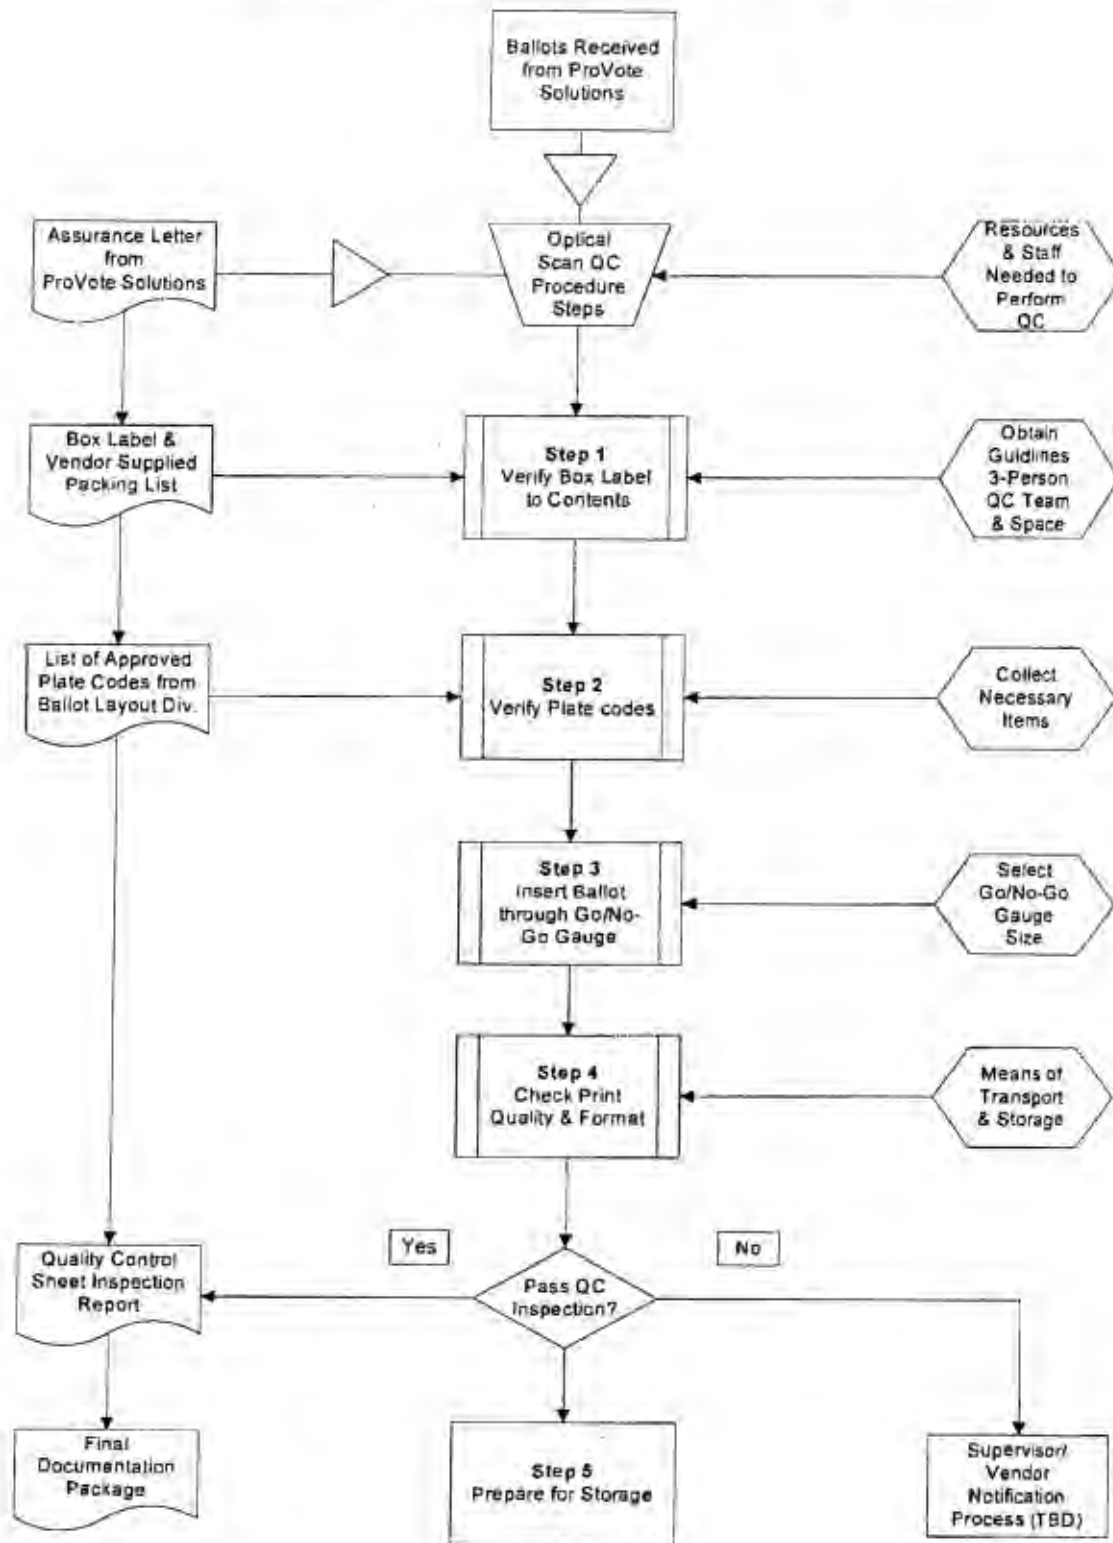 Ballots Received
from ProVote
Solutions
Assurance Letter
from
ProVote Solutions
Optical
Scan QC
Procedure
Steps
Resources
& Staff
Needed to
Perform
QC
Box Label &
Vendor Supplied
Packing List
Step 1
Verify Box Label
to Contents
Obtain
Guidlines
3-Person
QC Team
& Space
List of Approved
Plate Codes from
Ballot Layout Div.
Step 2
Verify Plate codes
Collect
Necessary
Items
Step 3
Insert Ballot
through Go/No-
Go Gauge
Select
Go/No-Go
Gauge
Size
Step 4
Check Print
Quality & Format
Means of
Transport
& Storage
Yes
No
Quality Control
Sheet Inspection
Report
Pass QC
Inspection?
Final
Documentation
Package
Step 5
Prepare for Storage
Supervisor/
Vendor
Notification
Process (TBD)